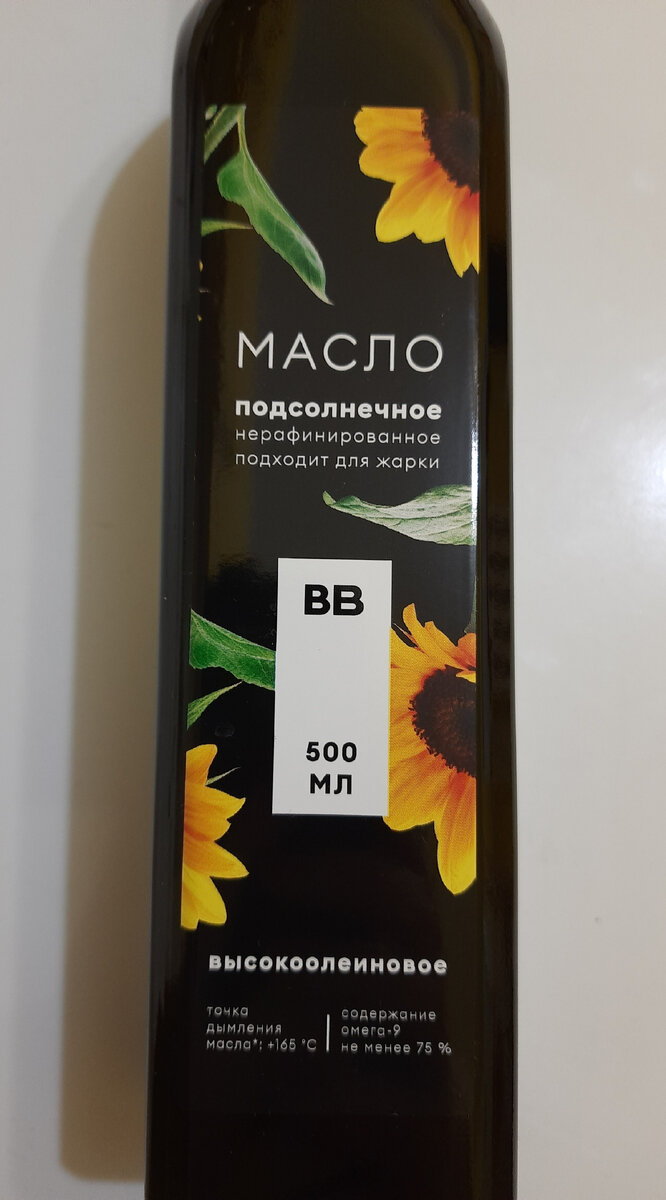 МАСЛО
подсолнечное
нерафинированное
подходит для жарки
ВВ
500
МЛ
высокоолеиновое
точка
дымления
масла*: +165 °C
содержание
омега-9
не менее 75 %